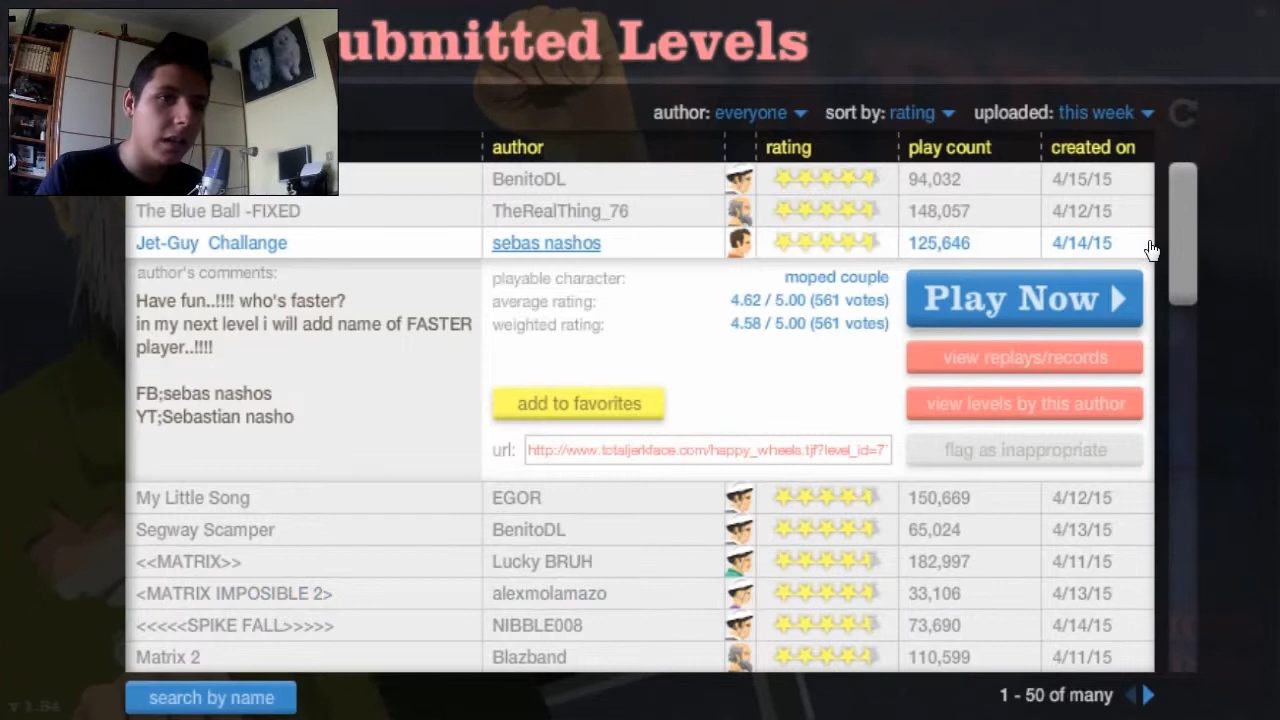 ubmitted Levels
author: everyone sort by: rating uploaded: this week
author rating play count created on
BenitoDL 94,032 4/15/15
The Blue Ball -FIXED TheRealThing_76 148,057 4/12/15
Jet-Guy Challange sebas nashos 125,646 4/14/15
author's comments:
Have fun..!!!! who's faster?
in my next level i will add name of FASTER
player..!!!!
FB;sebas nashos
YT;Sebastian nasho
playable character: moped couple
average rating: 4.62 / 5.00 (561 votes)
weighted rating: 4.58 / 5.00 (561 votes)
add to favorites
url: http://www.totaljerkface.com/happy_wheels.tjf?level_id=7
Play Now
view replays/records
view levels by this author
flag as inappropriate
My Little Song EGOR 150,669 4/12/15
Segway Scamper BenitoDL 65,024 4/13/15
<<MATRIX>> Lucky BRUH 182,997 4/11/15
<MATRIX IMPOSIBLE 2> alexmolamazo 33,106 4/13/15
<<<<<SPIKE FALL>>>>> NIBBLE008 73,690 4/14/15
Matrix 2 Blazband 110,599 4/11/15
search by name
1 - 50 of many